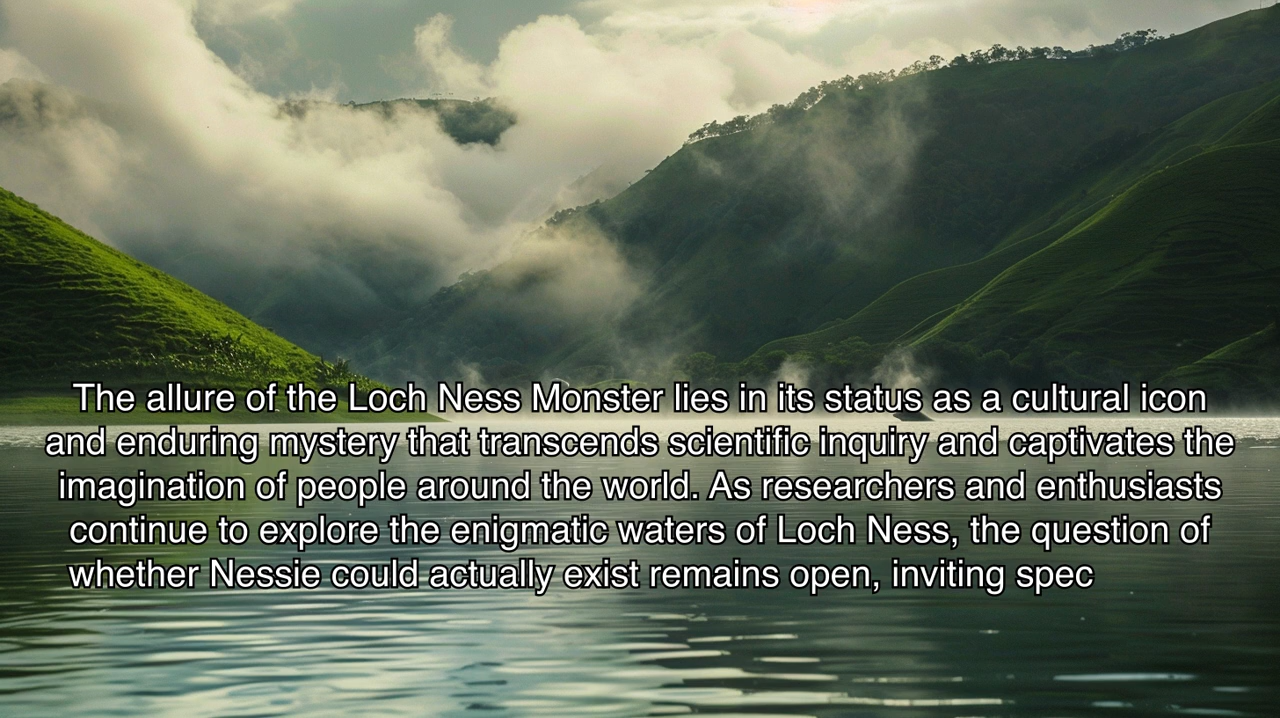 The allure of the Loch Ness Monster lies in its status as a cultural icon
and enduring mystery that transcends scientific inquiry and captivates the
imagination of people around the world. As researchers and enthusiasts
continue to explore the enigmatic waters of Loch Ness, the question of
whether Nessie could actually exist remains open, inviting spec